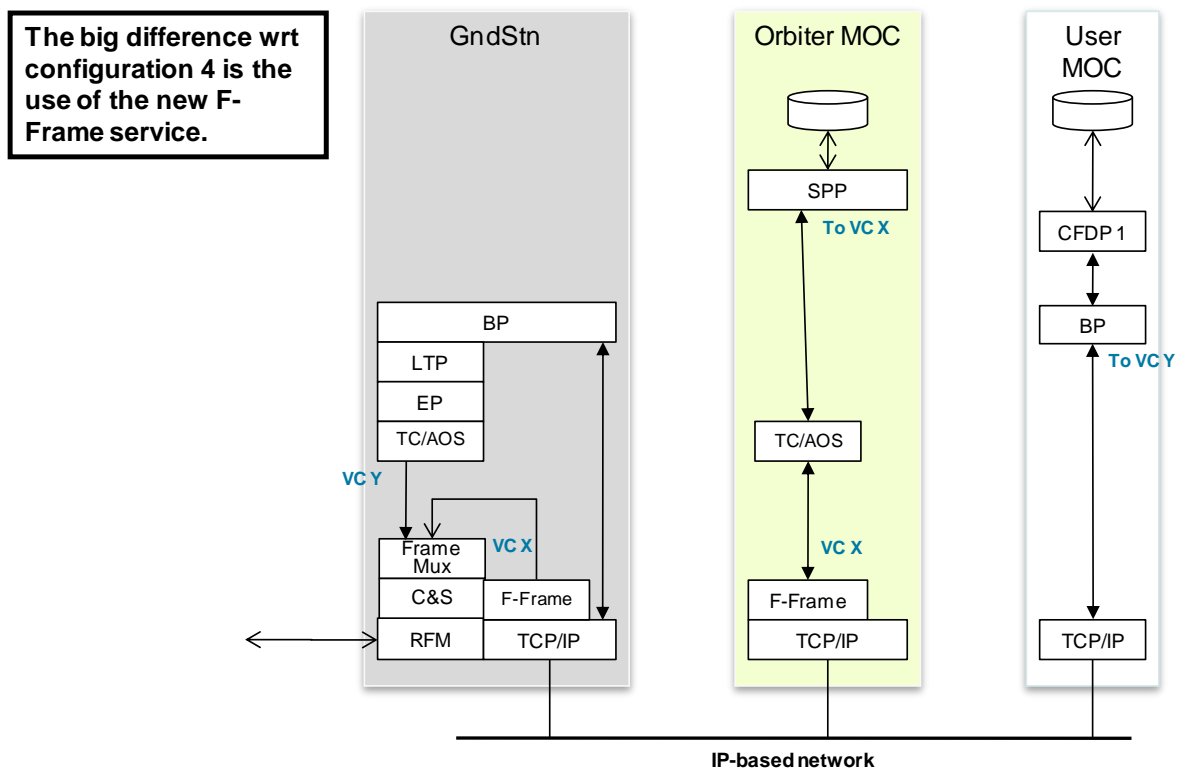 The big difference wrt
configuration 4 is the
use of the new F-
Frame service.
GndStn
BP
LTP
EP
TC/AOS
VC Y
Frame
Mux
VC X
C&S
F-Frame
RFM
TCP/IP
Orbiter MOC
SPP
To VC X
TC/AOS
VC X
F-Frame
TCP/IP
User
MOC
CFDP 1
BP
To VC Y
TCP/IP
IP-based network